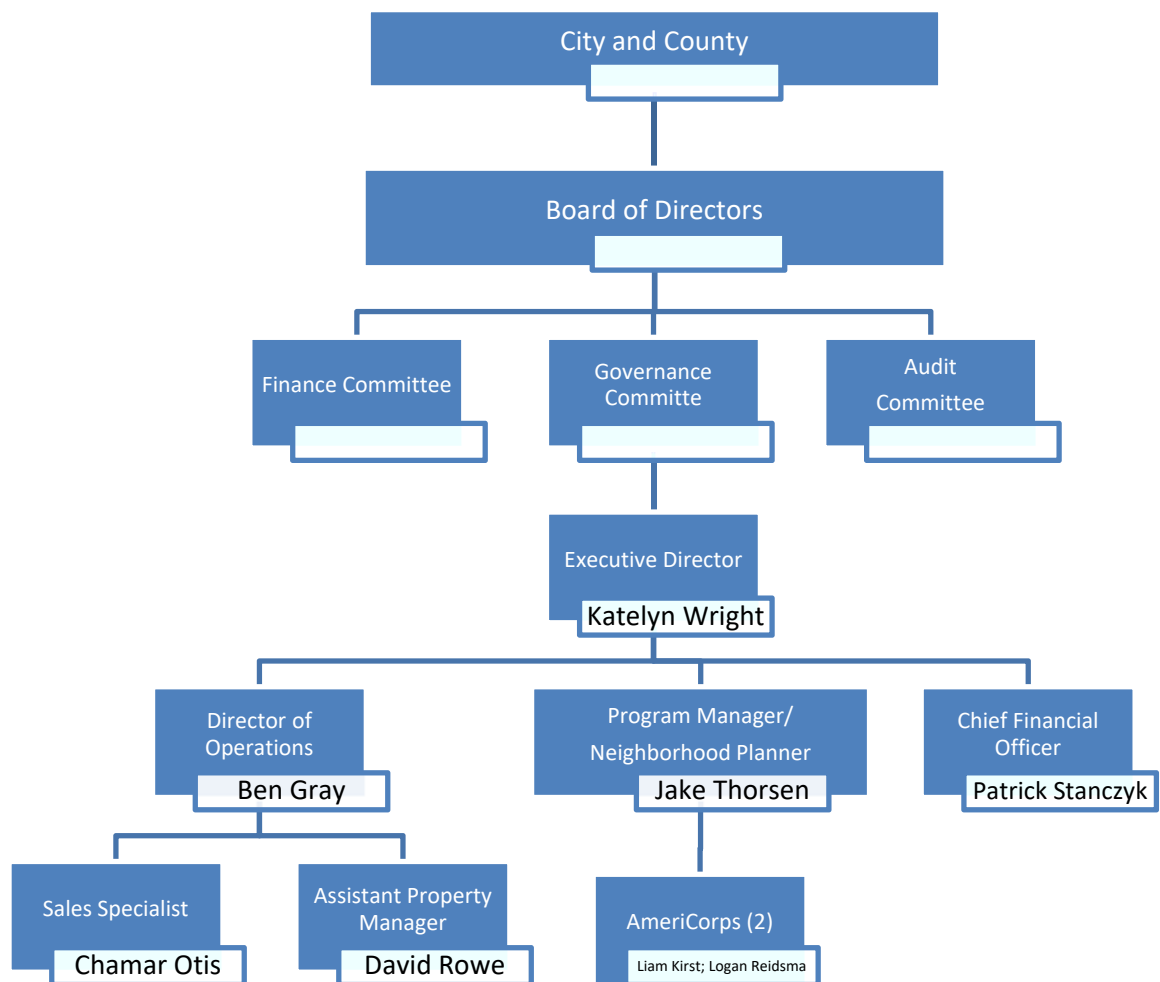 City and County
Board of Directors
Finance Committee
Governance
Committe
Audit
Committee
Executive Director
Katelyn Wright
Director of
Operations
Ben Gray
Program Manager/
Neighborhood Planner
Jake Thorsen
Chief Financial
Officer
Patrick Stanczyk
Sales Specialist
Chamar Otis
Assistant Property
Manager
David Rowe
AmeriCorps (2)
Liam Kirst; Logan Reidsma